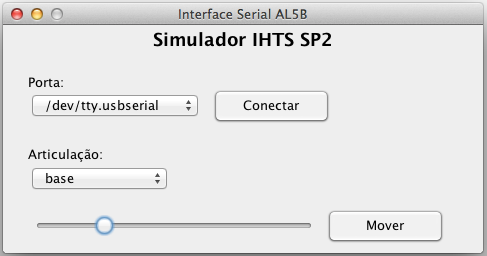 Interface Serial AL5B
Simulador IHTS SP2
Porta:
/dev/tty.usbserial
Conectar
Articulação:
base
Mover